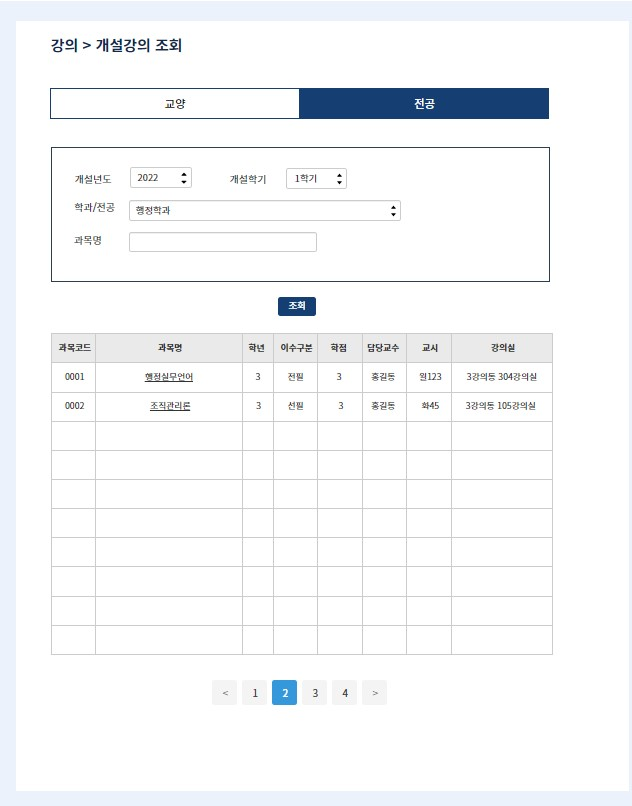 강의 > 개설강의 조회
교양 전공
개설년도 2022 개설학기 1학기
학과/전공 행정학과
과목명
조회
과목코드 과목명 학년 이수구분 학점 담당교수 교시 강의실
0001 행정실무언어 3 전필 3 홍길동 월123 3강의동 304강의실
0002 조직관리론 3 선필 3 홍길동 화45 3강의동 105강의실
< 1 2 3 4 >